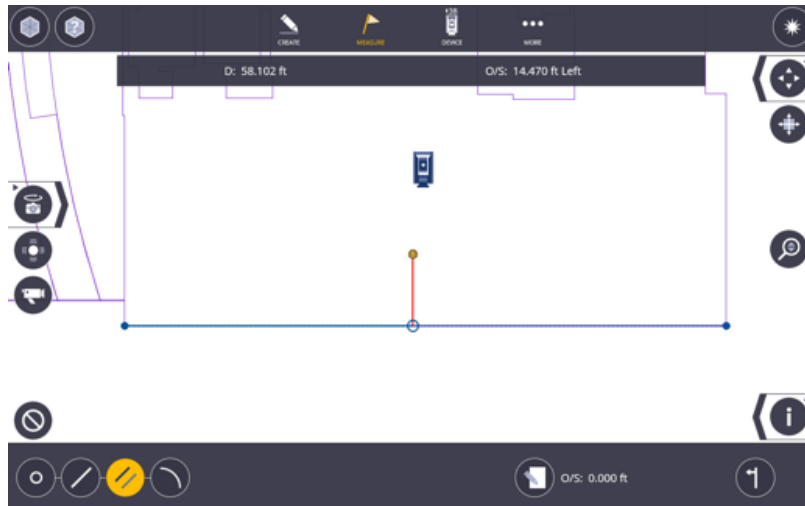 CREATE
MEASURE
DEVICE
MORE
D: 58.102 ft
O/S: 14.470 ft Left
O/S: 0.000 ft